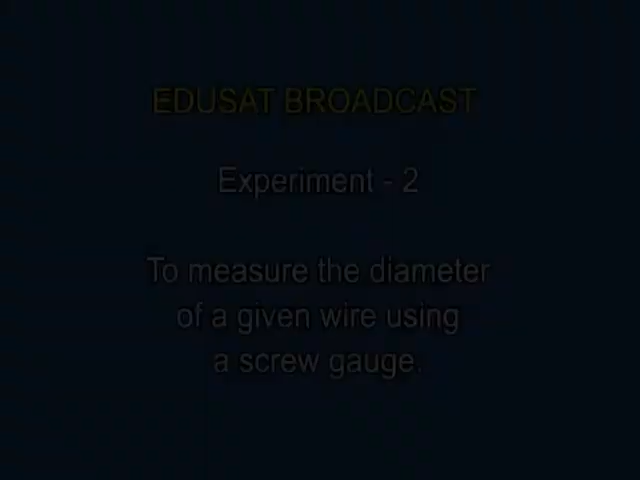 EDUSAT BROADCAST
Experiment - 2
To measure the diameter
of a given wire using
a screw gauge.